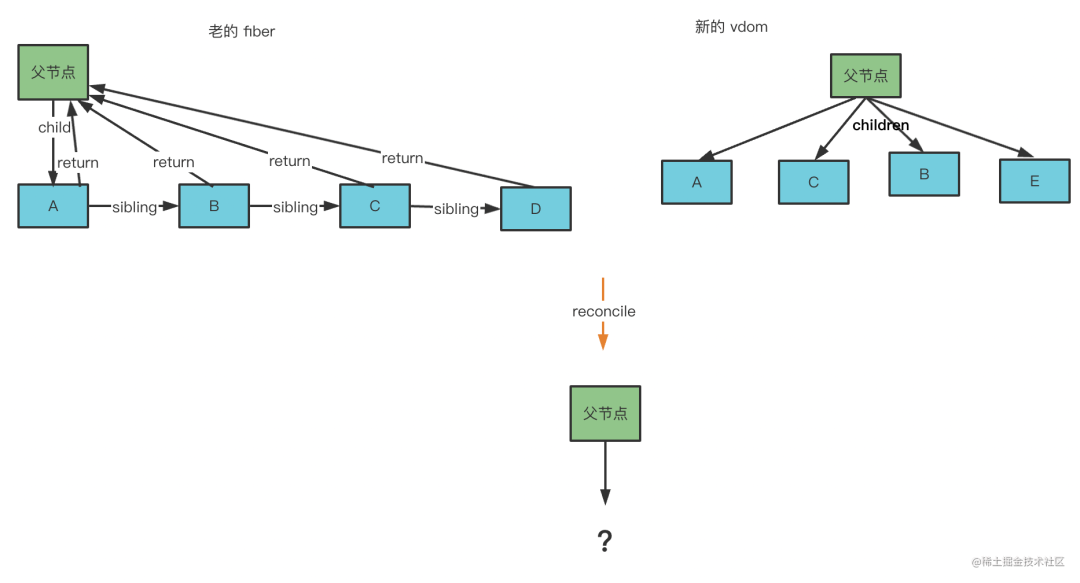 老的 fiber
新的 vdom
父节点
父节点
child
children
return
return
return
return
A
sibling
B
sibling
C
sibling
D
A
C
B
E
reconcile
父节点
?
@稀土掘金技术社区